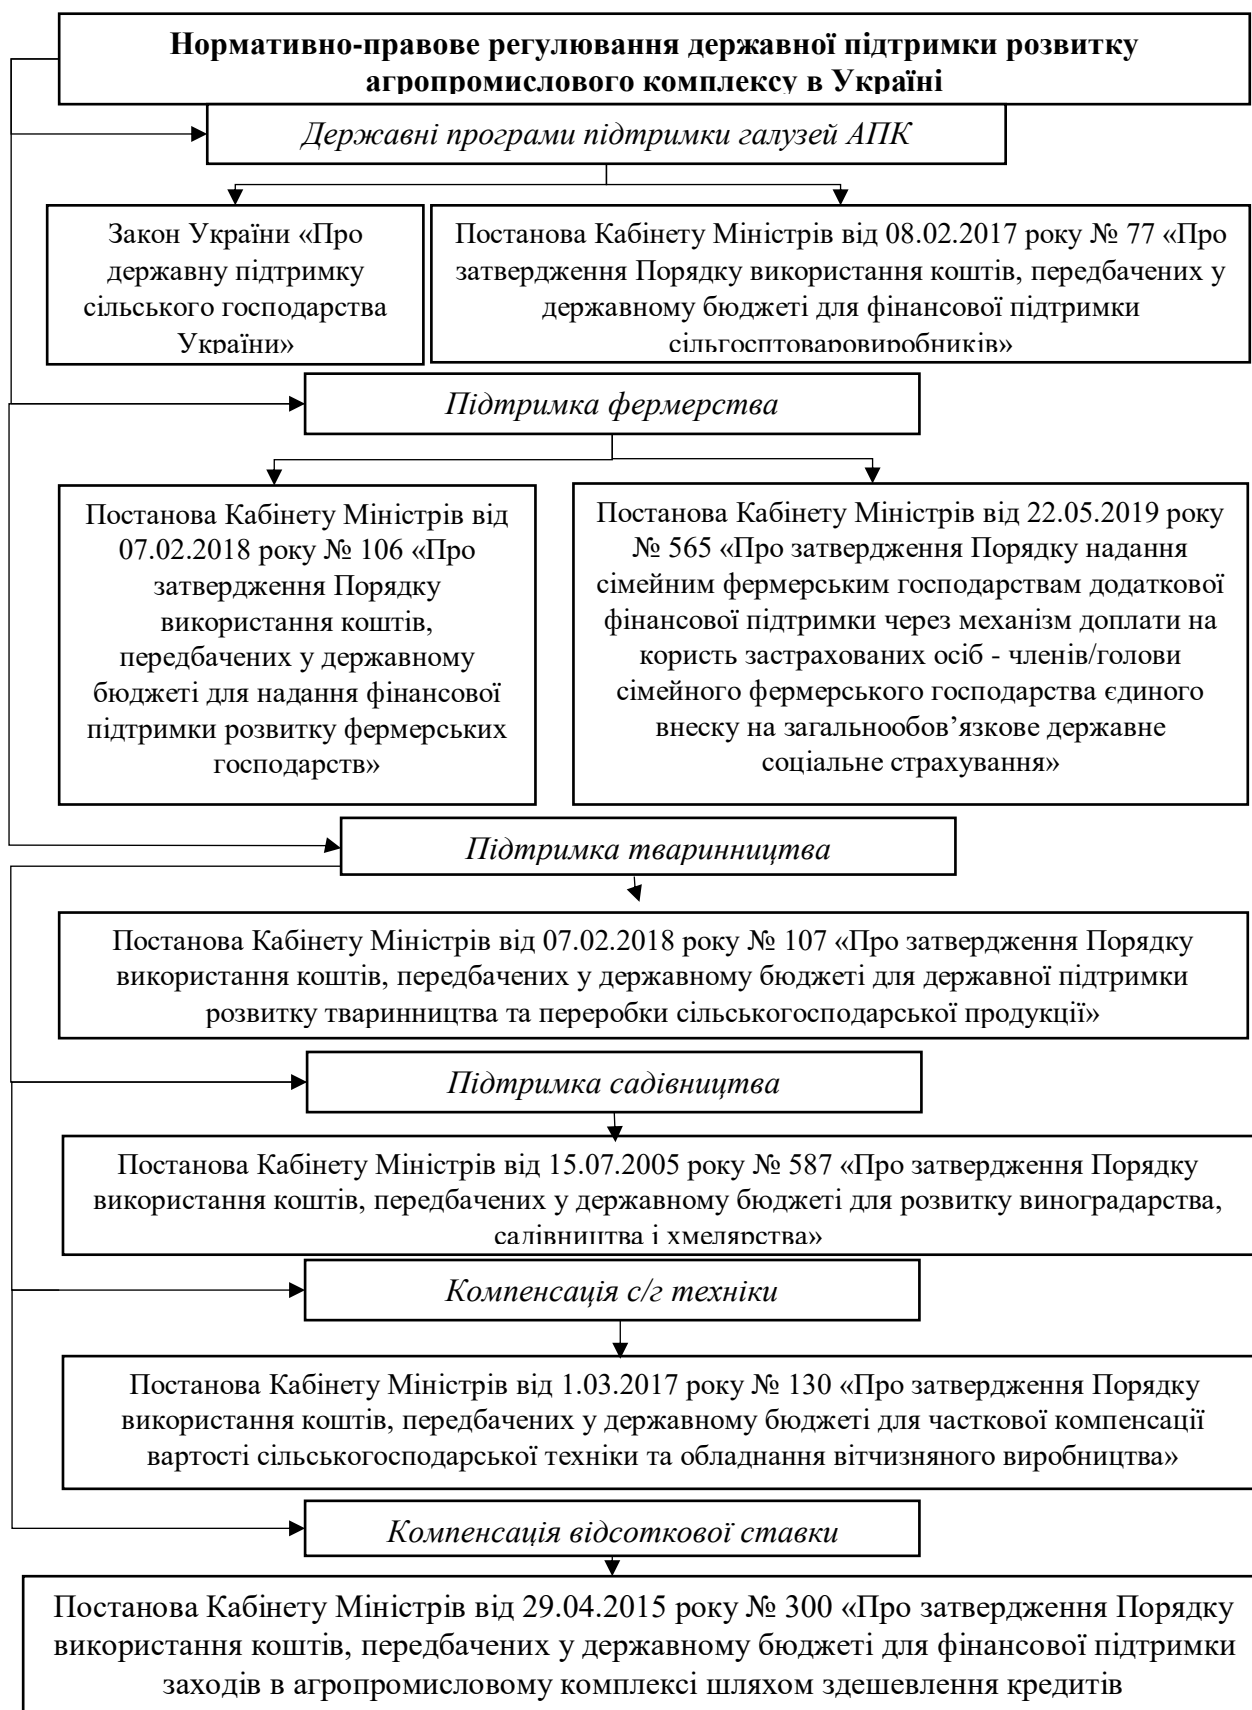 Нормативно-правове регулювання державної підтримки розвитку
агропромислового комплексу в Україні
Державні програми підтримки галузей АПК
Закон України «Про
державну підтримку
сільського господарства
України»
Постанова Кабінету Міністрів від 08.02.2017 року № 77 «Про
затвердження Порядку використання коштів, передбачених у
державному бюджеті для фінансової підтримки
сільгосптоваровиробників»
Підтримка фермерства
Постанова Кабінету Міністрів від
07.02.2018 року № 106 «Про
затвердження Порядку
використання коштів,
передбачених у державному
бюджеті для надання фінансової
підтримки розвитку фермерських
господарств»
Постанова Кабінету Міністрів від 22.05.2019 року
№ 565 «Про затвердження Порядку надання
сімейним фермерським господарствам додаткової
фінансової підтримки через механізм доплати на
користь застрахованих осіб - членів/голови
сімейного фермерського господарства єдиного
внеску на загальнообов’язкове державне
соціальне страхування»
Підтримка тваринництва
Постанова Кабінету Міністрів від 07.02.2018 року № 107 «Про затвердження Порядку
використання коштів, передбачених у державному бюджеті для державної підтримки
розвитку тваринництва та переробки сільськогосподарської продукції»
Підтримка садівництва
Постанова Кабінету Міністрів від 15.07.2005 року № 587 «Про затвердження Порядку
використання коштів, передбачених у державному бюджеті для розвитку виноградарства,
садівництва і хмелярства»
Компенсація с/г техніки
Постанова Кабінету Міністрів від 1.03.2017 року № 130 «Про затвердження Порядку
використання коштів, передбачених у державному бюджеті для часткової компенсації
вартості сільськогосподарської техніки та обладнання вітчизняного виробництва»
Компенсація відсоткової ставки
Постанова Кабінету Міністрів від 29.04.2015 року № 300 «Про затвердження Порядку
використання коштів, передбачених у державному бюджеті для фінансової підтримки
заходів в агропромисловому комплексі шляхом здешевлення кредитів